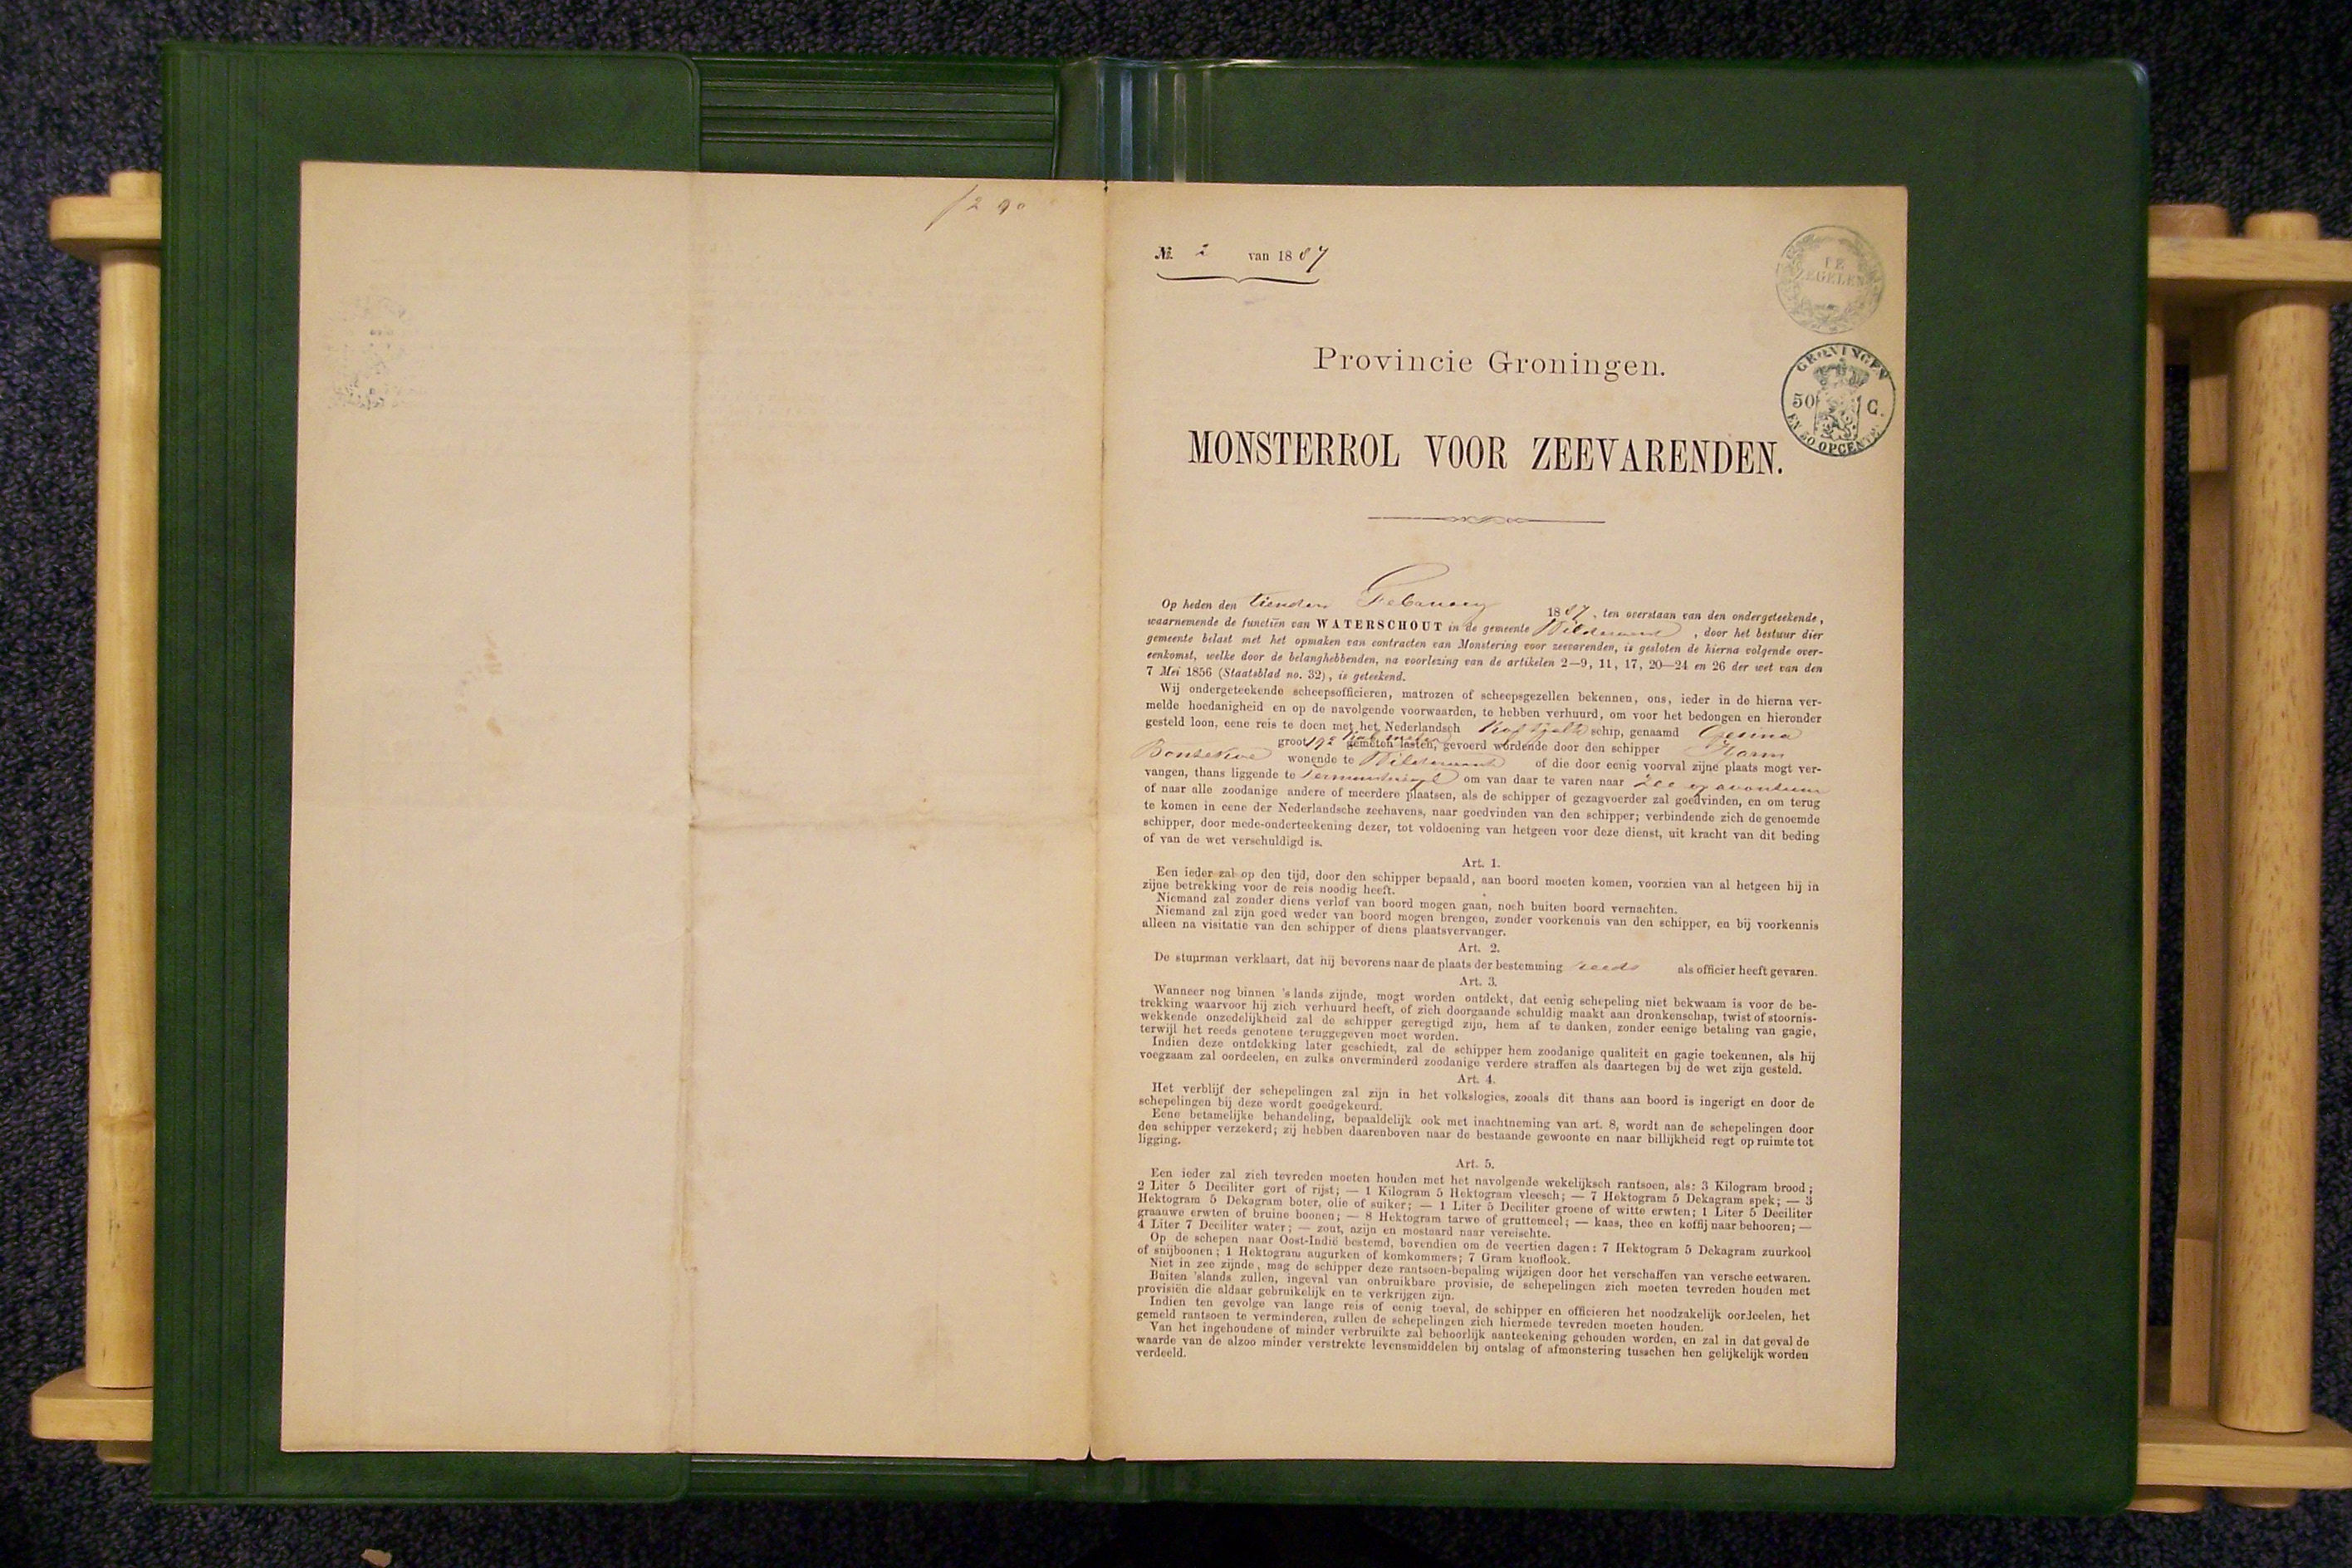 /2 90
№. 2 van 1887
TE
ZEGELEN
GRONINGEN
50 C.
EN 50 OPCENTN
Provincie Groningen.
MONSTERROL VOOR ZEEVARENDEN.
Op heden den tienden February 1887, ten overstaan van den ondergeteekende,
waarnemende de functiën van WATERSCHOUT in de gemeente Wildervank, door het bestuur dier
gemeente belast met het opmaken van contracten van Monstering voor zeevarenden, is gesloten de hierna volgende over-
eenkomst, welke door de belanghebbenden, na voorlezing van de artikelen 2—9, 11, 17, 20—24 en 26 der wet van den
7 Mei 1856 (Staatsblad no. 32), is geteekend.
Wij ondergeteekende scheepsofficieren, matrozen of scheepsgezellen bekennen, ons, ieder in de hierna ver-
melde hoedanigheid en op de navolgende voorwaarden, te hebben verhuurd, om voor het bedongen en hieronder
gesteld loon, eene reis te doen met het Nederlandsch Koftjalk schip, genaamd Gesina
groot 192 kub meters gemeten lasten, gevoerd wordende door den schipper Harm
Bontekoe wonende te Wildervank of die door eenig voorval zijne plaats mogt ver-
vangen, thans liggende te Termunterzijl om van daar te varen naar Zee op avontuur
of naar alle zoodanige andere of meerdere plaatsen, als de schipper of gezagvoerder zal goedvinden, en om terug
te komen in eene der Nederlandsche zeehavens, naar goedvinden van den schipper; verbindende zich de genoemde
schipper, door mede-onderteekening dezer, tot voldoening van hetgeen voor deze dienst, uit kracht van dit beding
of van de wet verschuldigd is.
Art. 1.
Een ieder zal op den tijd, door den schipper bepaald, aan boord moeten komen, voorzien van al hetgeen hij in
zijne betrekking voor de reis noodig heeft.
Niemand zal zonder diens verlof van boord mogen gaan, noch buiten boord vernachten.
Niemand zal zijn goed weder van boord mogen brengen, zonder voorkennis van den schipper, en bij voorkennis
alleen na visitatie van den schipper of diens plaatsvervanger.
Art. 2.
De stuurman verklaart, dat hij bevorens naar de plaats der bestemming reeds als officier heeft gevaren.
Art. 3.
Wanneer nog binnen 's lands zijnde, mogt worden ontdekt, dat eenig schepeling niet bekwaam is voor de be-
trekking waarvoor hij zich verhuurd heeft, of zich doorgaande schuldig maakt aan dronkenschap, twist of stoornis-
wekkende onzedelijkheid zal de schipper geregtigd zijn, hem af te danken, zonder eenige betaling van gagie,
terwijl het reeds genotene teruggegeven moet worden.
Indien deze ontdekking later geschiedt, zal de schipper hem zoodanige qualiteit en gagie toekennen, als hij
voegzaam zal oordeelen, en zulks onverminderd zoodanige verdere straffen als daartegen bij de wet zijn gesteld.
Art. 4.
Het verblijf der schepelingen zal zijn in het volkslogies, zooals dit thans aan boord is ingerigt en door de
schepelingen bij deze wordt goedgekeurd.
Eene betamelijke behandeling, bepaaldelijk ook met inachtneming van art. 8, wordt aan de schepelingen door
den schipper verzekerd; zij hebben daarenboven naar de bestaande gewoonte en naar billijkheid regt op ruimte tot
ligging.
Art. 5.
Een ieder zal zich tevreden moeten houden met het navolgende wekelijksch rantsoen, als: 3 Kilogram brood;
2 Liter 5 Deciliter gort of rijst; — 1 Kilogram 5 Hektogram vleesch; — 7 Hektogram 5 Dekagram spek; — 3
Hektogram 5 Dekagram boter, olie of suiker; — 1 Liter 5 Deciliter groene of witte erwten; 1 Liter 5 Deciliter
graauwe erwten of bruine boonen; — 8 Hektogram tarwe of gruttemeel; — kaas, thee en koffij naar behooren; —
4 Liter 7 Deciliter water; — zout, azijn en mostaard naar vereischte.
Op de schepen naar Oost-Indië bestemd, bovendien om de veertien dagen: 7 Hektogram 5 Dekagram zuurkool
of snijboonen; 1 Hektogram augurken of komkommers; 7 Gram knoflook.
Niet in zee zijnde, mag de schipper deze rantsoen-bepaling wijzigen door het verschaffen van versche eetwaren.
Buiten 'slands zullen, ingeval van onbruikbare provisie, de schepelingen zich moeten tevreden houden met
provisiën die aldaar gebruikelijk en te verkrijgen zijn.
Indien ten gevolge van lange reis of eenig toeval, de schipper en officieren het noodzakelijk oordeelen, het
gemeld rantsoen te verminderen, zullen de schepelingen zich hiermede tevreden moeten houden.
Van het ingehoudene of minder verbruikte zal behoorlijk aanteekening gehouden worden, en zal in dat geval de
waarde van de alzoo minder verstrekte levensmiddelen bij ontslag of afmonstering tusschen hen gelijkelijk worden
verdeeld.